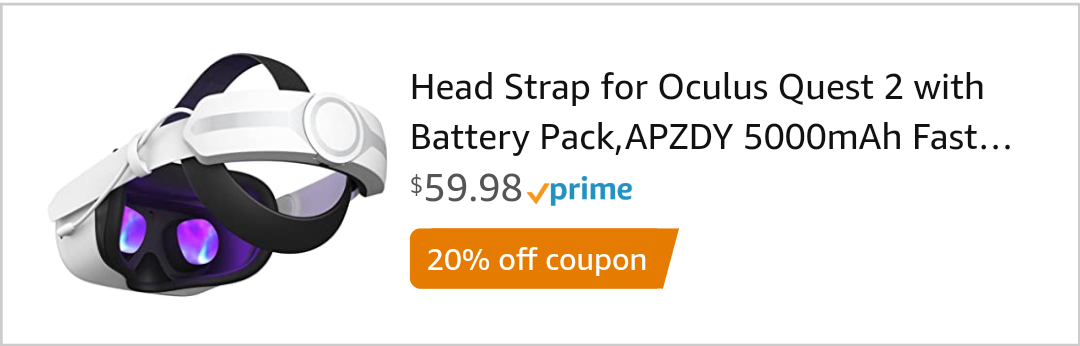 Head Strap for Oculus Quest 2 with
Battery Pack,APZDY 5000mAh Fast...
$59.98 prime
20% off coupon